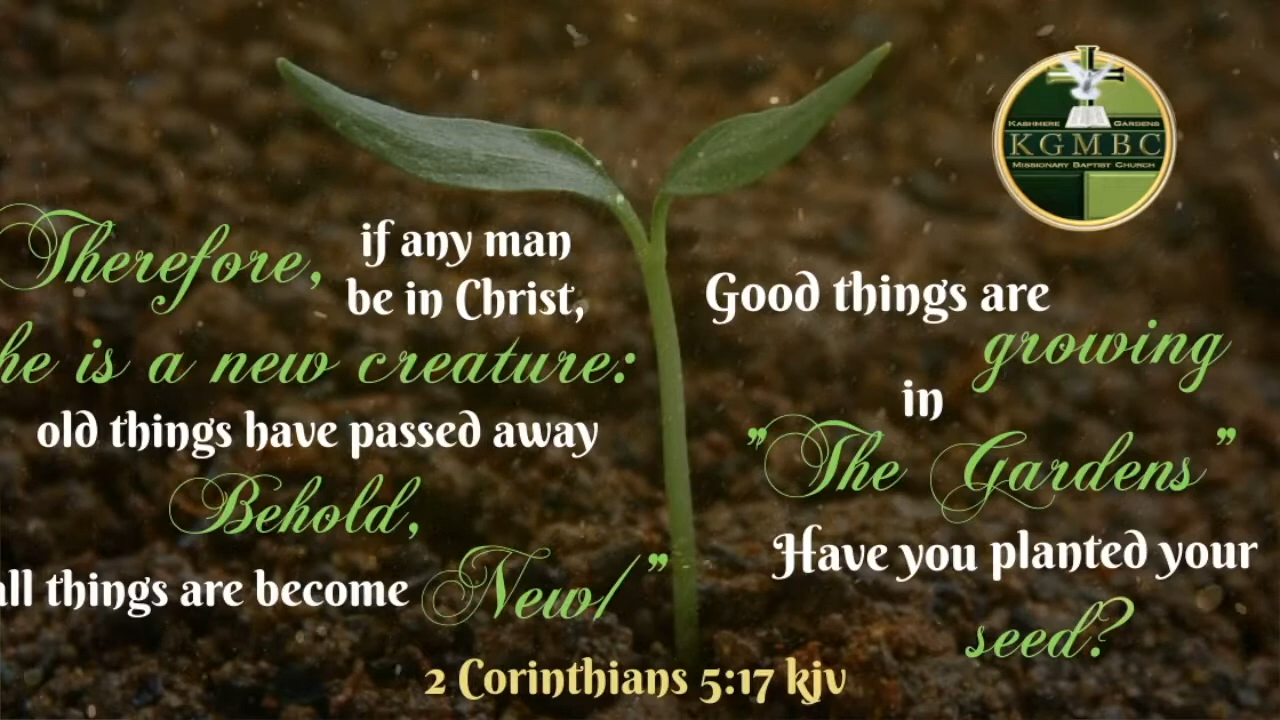 Therefore, if any man
be in Christ,
he is a new creature:
old things have passed away
Behold,
all things are become New!”
Good things are
growing
in
”The Gardens”
Have you planted your
seed?
2 Corinthians 5:17 kjv
KASHMERE GARDENS
KGMBC
MISSIONARY BAPTIST CHURCH